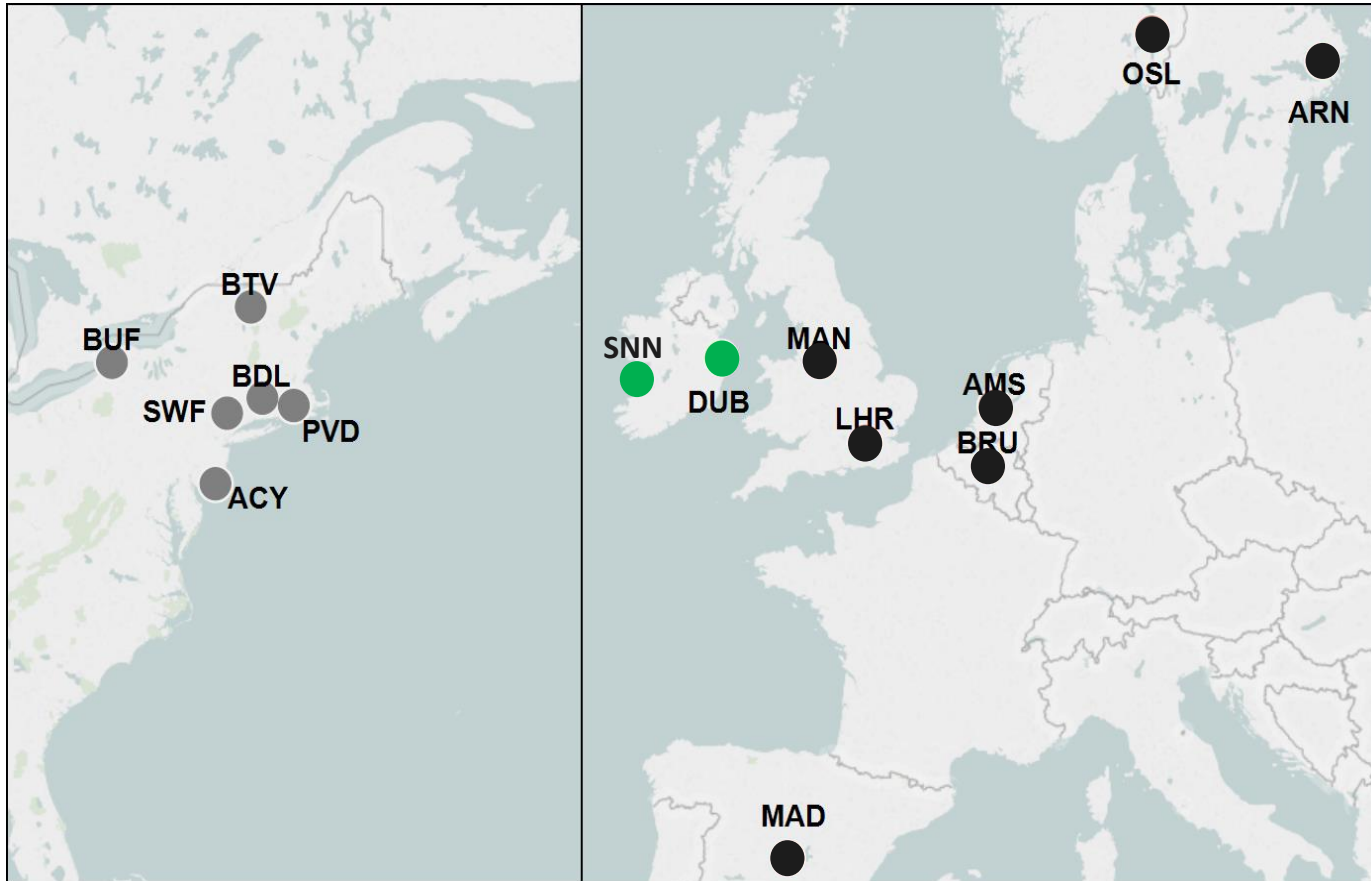 BTV
BUF
BDL
SWF
PVD
ACY
OSL
ARN
SNN
MAN
DUB
AMS
LHR
BRU
MAD